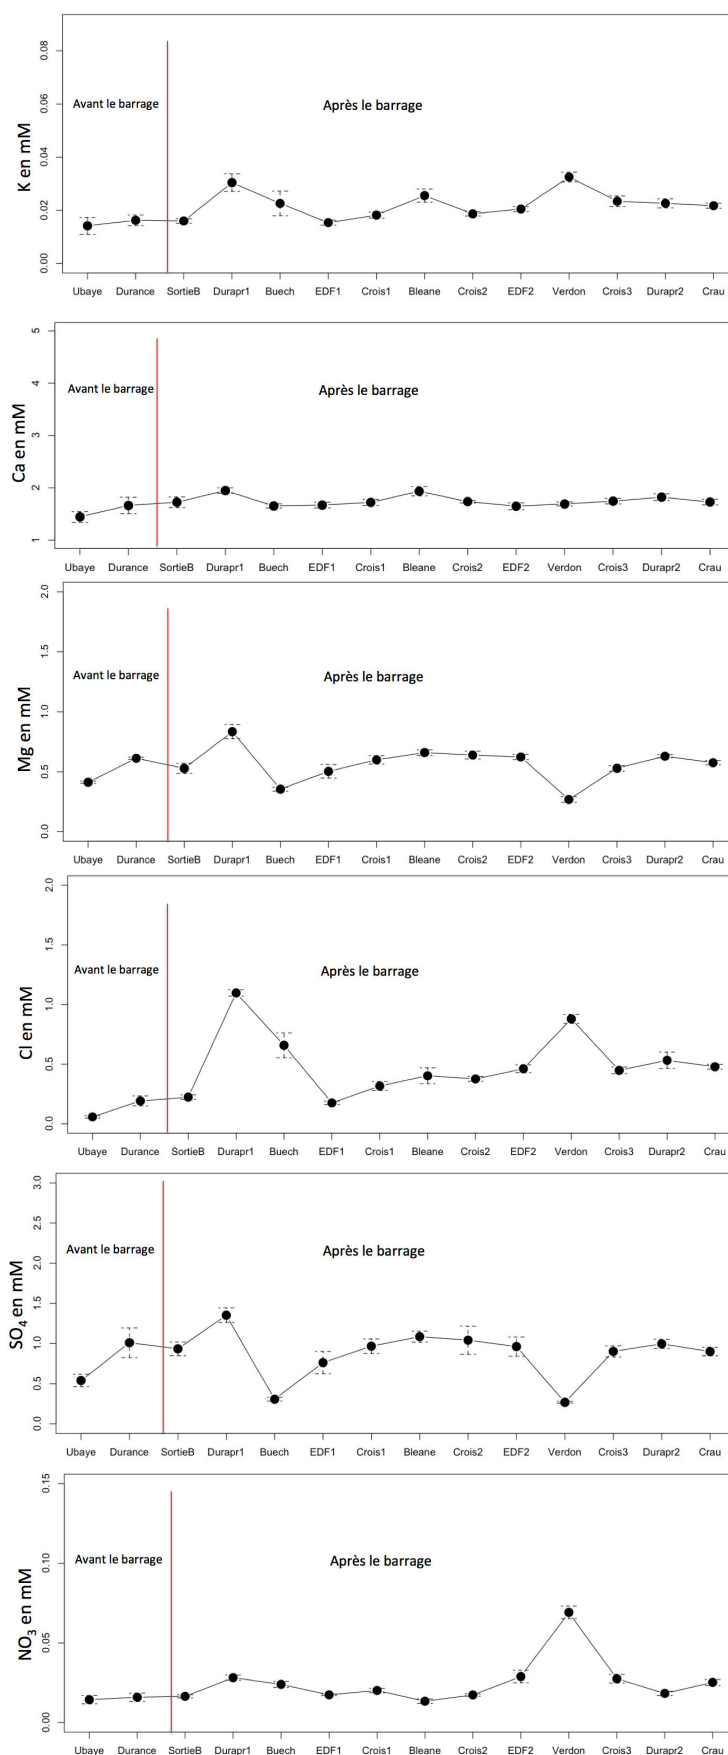 K en mM
0.00 0.02 0.04 0.06 0.08
Avant le barrage
Après le barrage
Ubaye Durance SortieB Durapr1 Buech EDF1 Crois1 Bleane Crois2 EDF2 Verdon Crois3 Durapr2 Crau
Ca en mM
1 2 3 4 5
Avant le barrage
Après le barrage
Ubaye Durance SortieB Durapr1 Buech EDF1 Crois1 Bleane Crois2 EDF2 Verdon Crois3 Durapr2 Crau
Mg en mM
0.0 0.5 1.0 1.5 2.0
Avant le barrage
Après le barrage
Ubaye Durance SortieB Durapr1 Buech EDF1 Crois1 Bleane Crois2 EDF2 Verdon Crois3 Durapr2 Crau
Cl en mM
0.0 0.5 1.0 1.5 2.0
Avant le barrage
Après le barrage
Ubaye Durance SortieB Durapr1 Buech EDF1 Crois1 Bleane Crois2 EDF2 Verdon Crois3 Durapr2 Crau
SO₄ en mM
0.0 0.5 1.0 1.5 2.0 2.5 3.0
Avant le barrage
Après le barrage
Ubaye Durance SortieB Durapr1 Buech EDF1 Crois1 Bleane Crois2 EDF2 Verdon Crois3 Durapr2 Crau
NO₃ en mM
0.00 0.05 0.10 0.15
Avant le barrage
Après le barrage
Ubaye Durance SortieB Durapr1 Buech EDF1 Crois1 Bleane Crois2 EDF2 Verdon Crois3 Durapr2 Crau